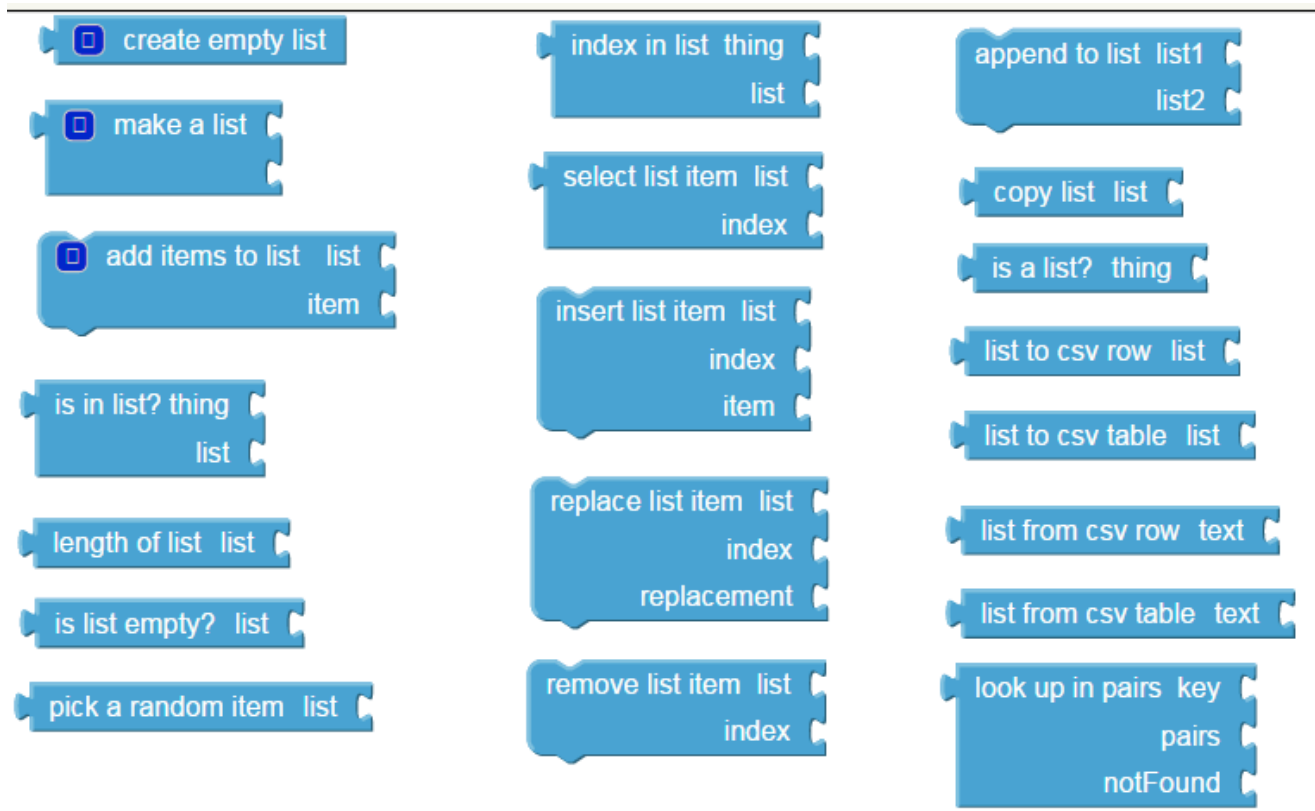 create empty list
make a list
add items to list list
item
is in list? thing
list
length of list list
is list empty? list
pick a random item list
index in list thing
list
select list item list
index
insert list item list
index
item
replace list item list
index
replacement
remove list item list
index
append to list list1
list2
copy list list
is a list? thing
list to csv row list
list to csv table list
list from csv row text
list from csv table text
look up in pairs key
pairs
notFound